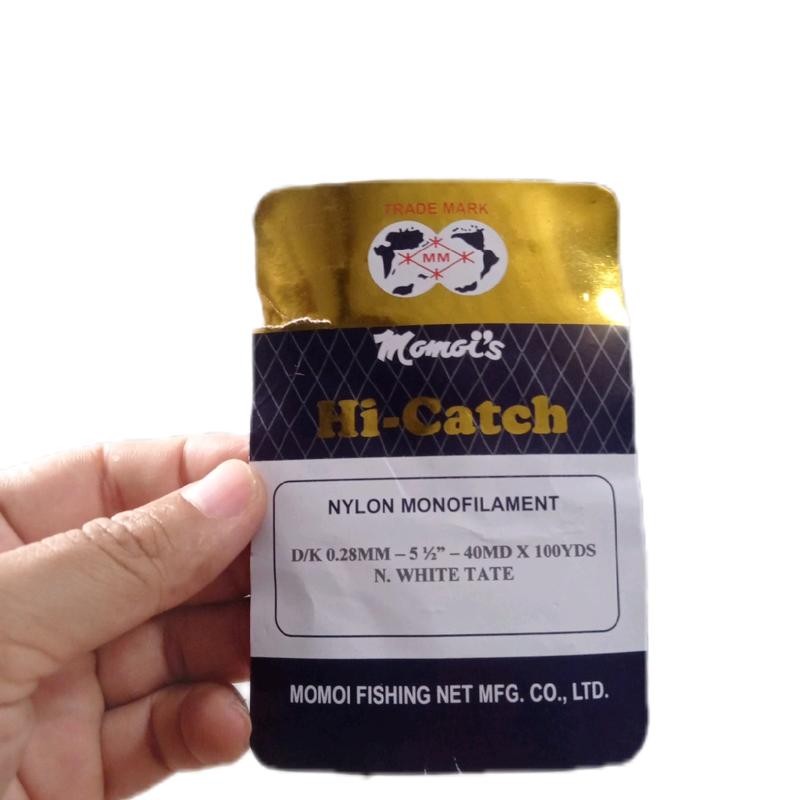 TRADE MARK
MM
Momoi's
Hi-Catch
NYLON MONOFILAMENT
D/K 0.28MM – 5 ½” – 40MD X 100YDS
N. WHITE TATE
MOMOI FISHING NET MFG. CO., LTD.